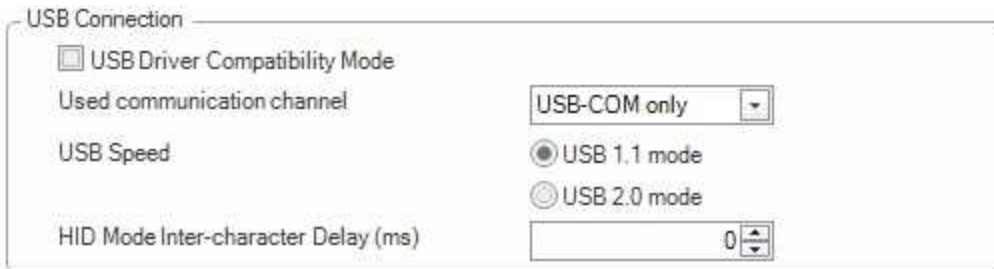 USB Connection
USB Driver Compatibility Mode
Used communication channel USB-COM only
USB Speed USB 1.1 mode
USB 2.0 mode
HID Mode Inter-character Delay (ms) 0